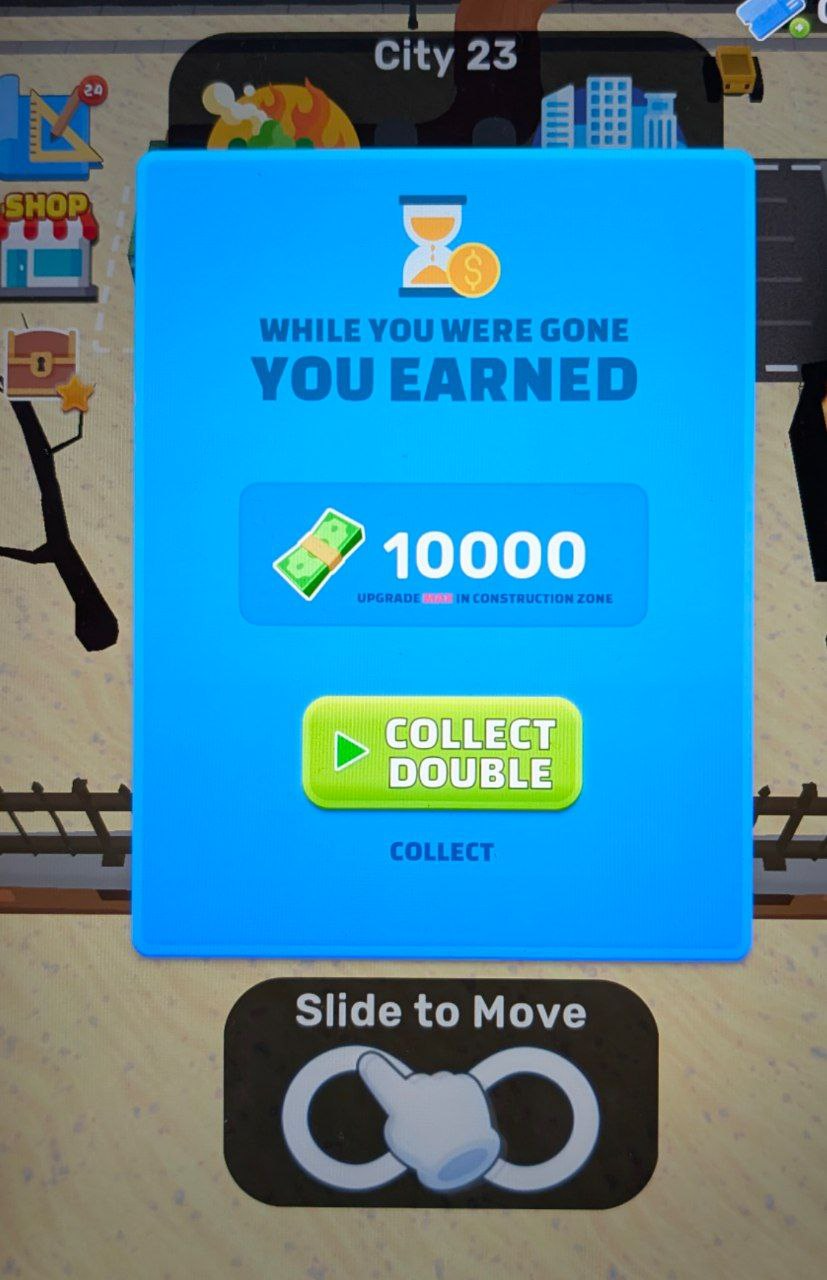 City 23
24
SHOP
WHILE YOU WERE GONE
YOU EARNED
10000
UPGRADE MAX IN CONSTRUCTION ZONE
COLLECT
DOUBLE
COLLECT
Slide to Move